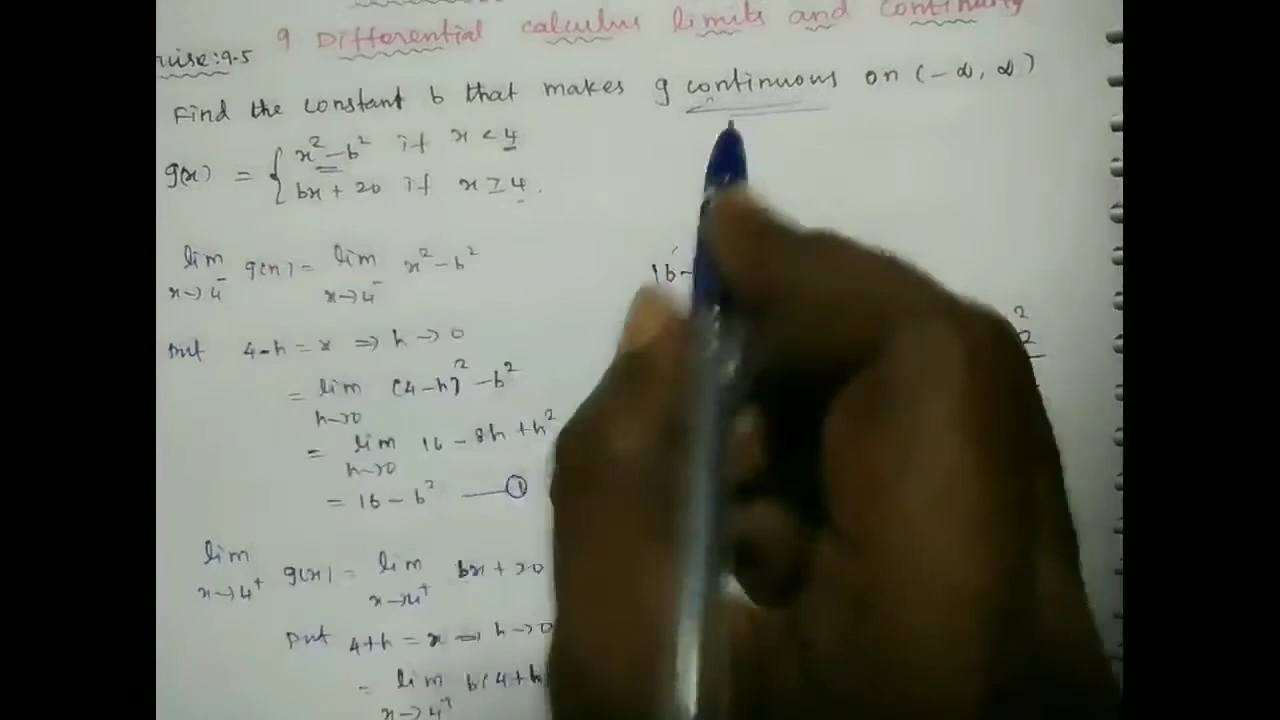 9 Differential calculus limits and continuity
ruise:9.5
Find the constant b that makes g continuous on (-∞, ∞)
g(x) = { x² - b² if x < 4
bx + 20 if x ≥ 4.
lim x→4⁻ g(x) = lim x→4⁻ x² - b²
put 4-h = x ⇒ h → 0
= lim h→0 (4-h)² - b²
= lim h→0 16 - 8h + h²
= 16 - b² —— ①
lim x→4⁺ g(x) = lim x→4⁺ bx + 20
put 4+h = x ⇒ h→0
= lim x→4⁺ b(4+h
16-